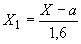 X₁ = (X − a) / 1,6